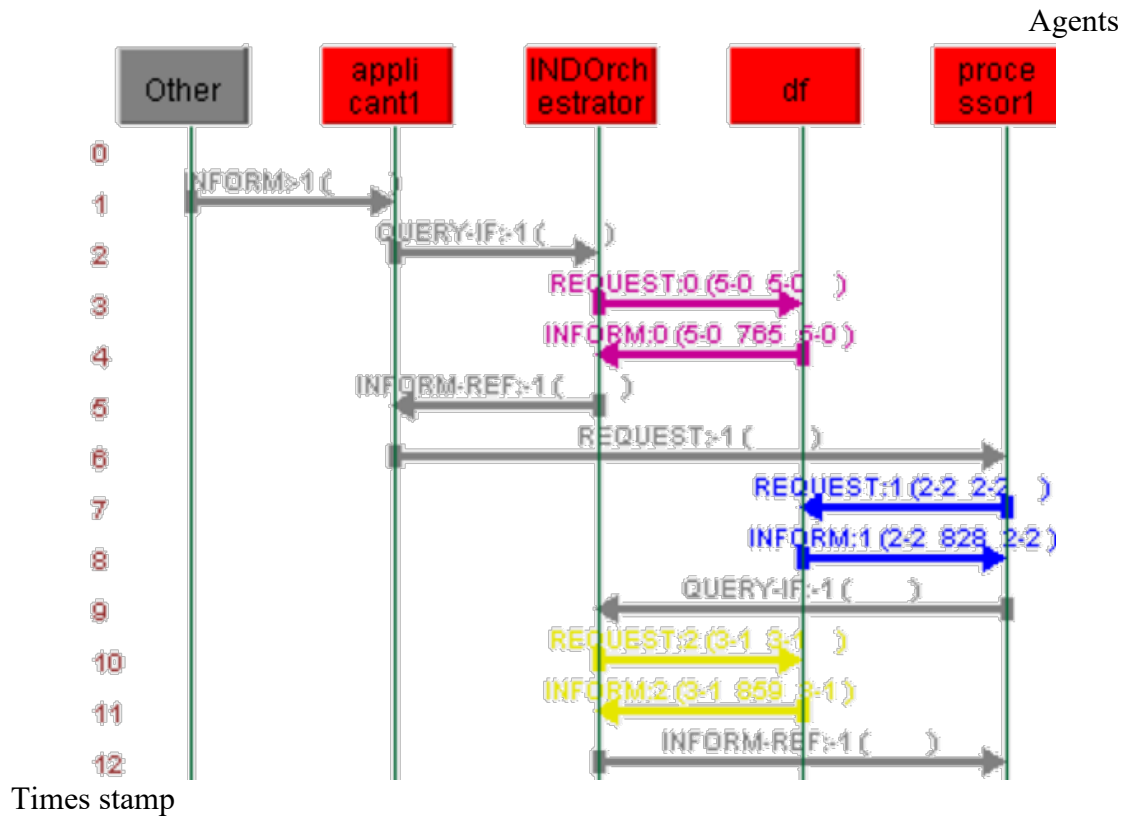 Agents
Other
appli
cant1
INDOrch
estrator
df
proce
ssor1
0
INFORM:-1 ( )
1
QUERY-IF:-1 ( )
2
REQUEST:0 (5-0 5-0 )
3
INFORM:0 (5-0 765 5-0 )
4
INFORM-REF:-1 ( )
5
REQUEST:-1 ( )
6
REQUEST:1 (2-2 2-2 )
7
INFORM:1 (2-2 828 2-2 )
8
QUERY-IF:-1 ( )
9
REQUEST:2 (3-1 3-1 )
10
INFORM:2 (3-1 859 3-1 )
11
INFORM-REF:-1 ( )
12
Times stamp